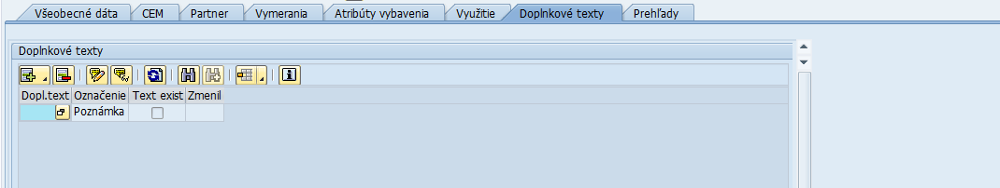 Všeobecné dáta CEM Partner Vymerania Atribúty vybavenia Využitie Doplnkové texty Prehľady
Doplnkové texty
Dopl.text Označenie Text exist Zmenil
Poznámka